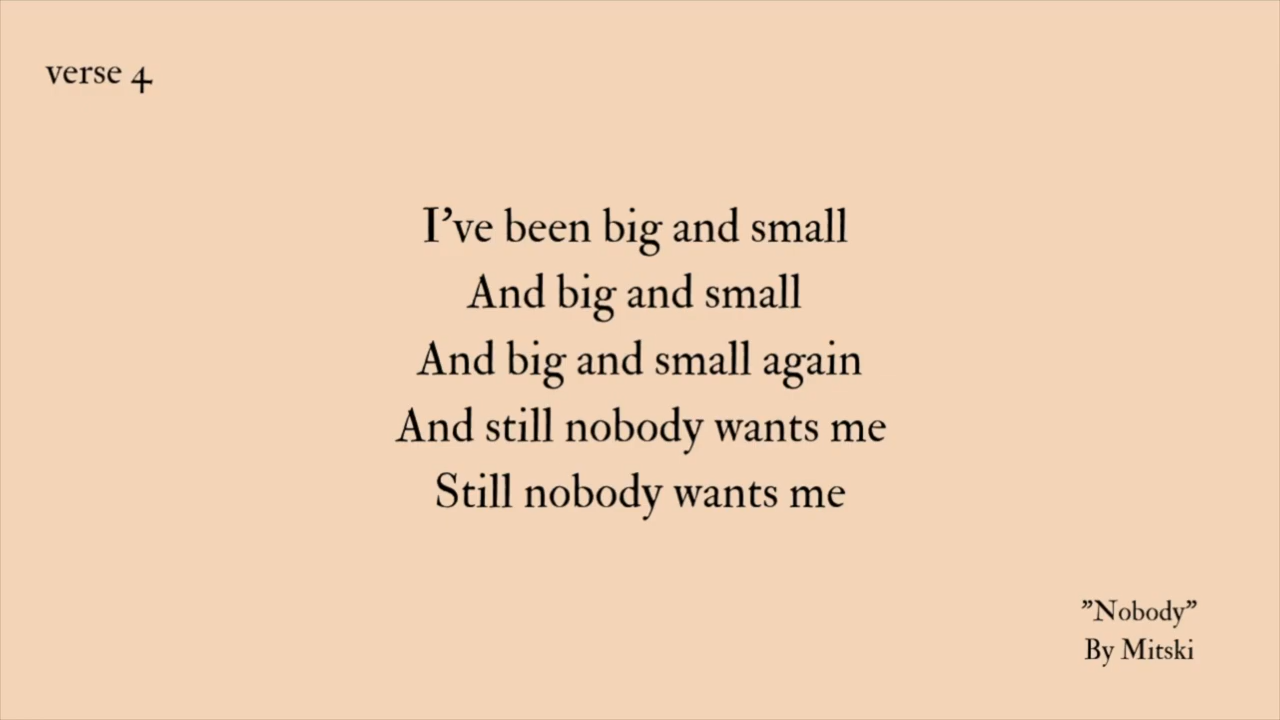 verse 4
I've been big and small
And big and small
And big and small again
And still nobody wants me
Still nobody wants me
”Nobody”
By Mitski